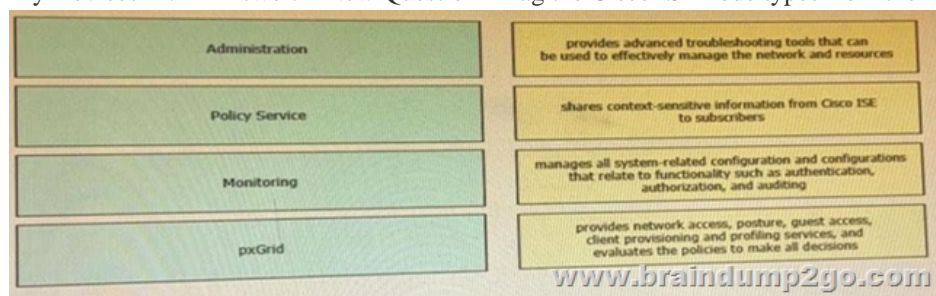 Administration
provides advanced troubleshooting tools that can
be used to effectively manage the network and resources
Policy Service
shares context-sensitive information from Cisco ISE
to subscribers
Monitoring
manages all system-related configuration and configurations
that relate to functionality such as authentication,
authorization, and auditing
pxGrid
provides network access, posture, guest access,
client provisioning and profiling services, and
evaluates the policies to make all decisions
www.braindump2go.com